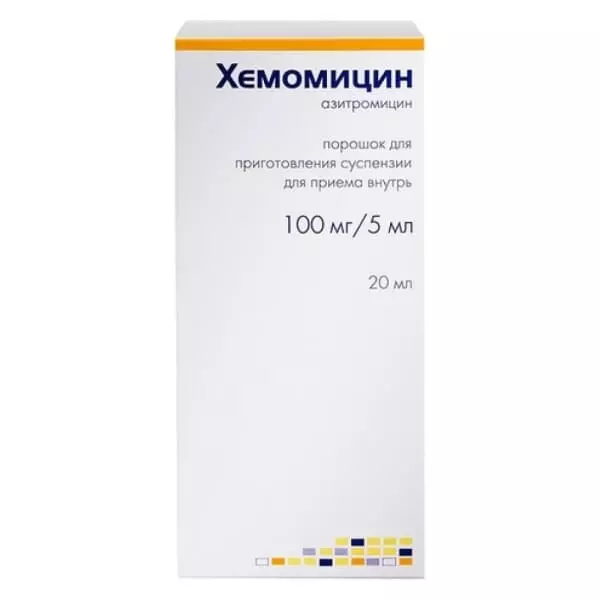 Хемомицин
азитромицин
порошок для
приготовления суспензии
для приема внутрь
100 мг/5 мл
20 мл